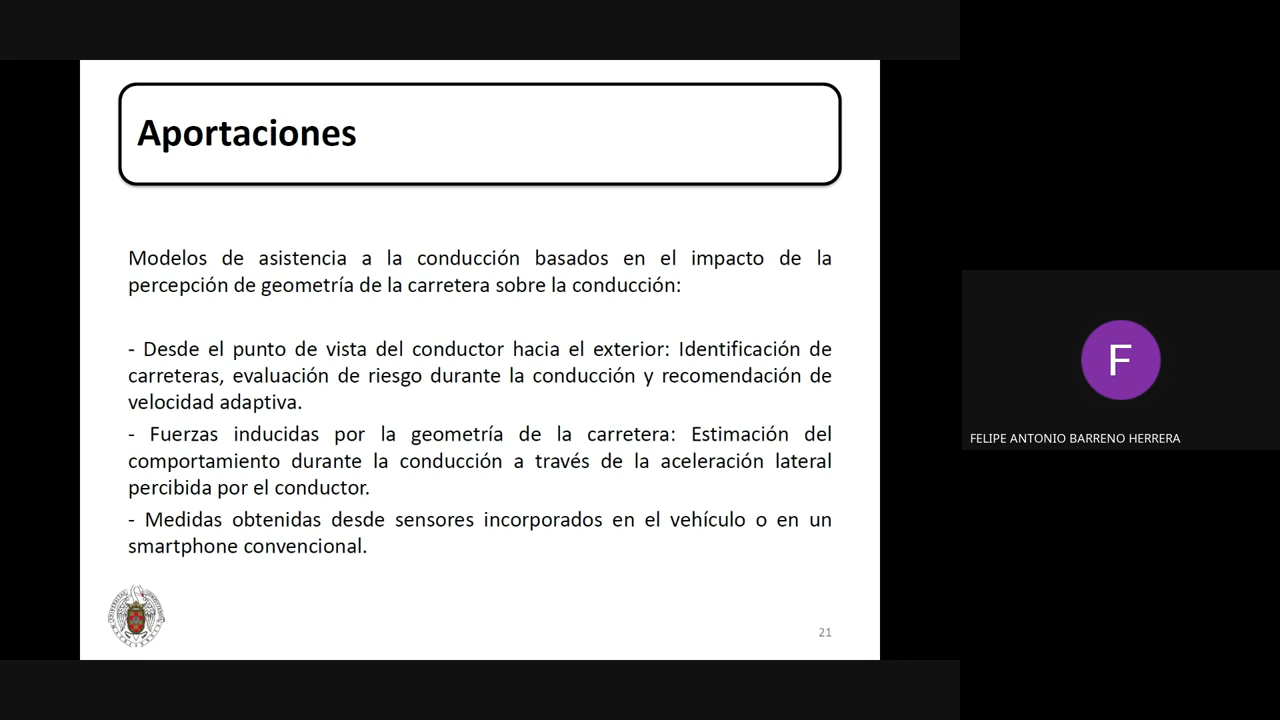 Aportaciones
Modelos de asistencia a la conducción basados en el impacto de la
percepción de geometría de la carretera sobre la conducción:
- Desde el punto de vista del conductor hacia el exterior: Identificación de
carreteras, evaluación de riesgo durante la conducción y recomendación de
velocidad adaptiva.
- Fuerzas inducidas por la geometría de la carretera: Estimación del
comportamiento durante la conducción a través de la aceleración lateral
percibida por el conductor.
- Medidas obtenidas desde sensores incorporados en el vehículo o en un
smartphone convencional.
21
F
FELIPE ANTONIO BARRENO HERRERA